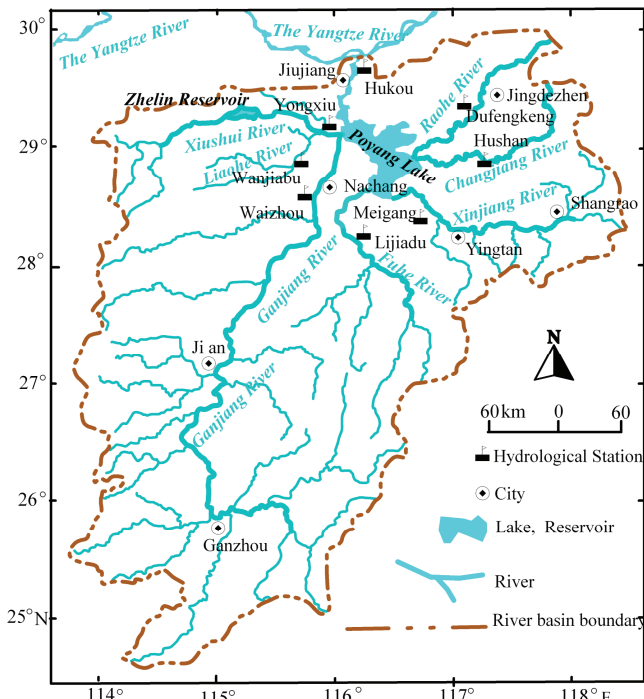 30°
The Yangtze River
The Yangtze River
Jiujiang
Hukou
Zhelin Reservoir
Yongxiu
Raohe River
Jingdezhen
Dufengkeng
Hushan
29°
Xiushui River
Liaohe River
Poyang Lake
Changjiang River
Wanjiabu
Nachang
Xinjiang River
Waizhou
Meigang
Shangrao
Lijiadu
Yingtan
28°
Ganjiang River
Fuhe River
Ji an
27°
Ganjiang River
N
60km 0 60
Hydrological Station
26°
City
Ganzhou
Lake, Reservoir
River
25°N
River basin boundary
114° 115° 116° 117° 118° E